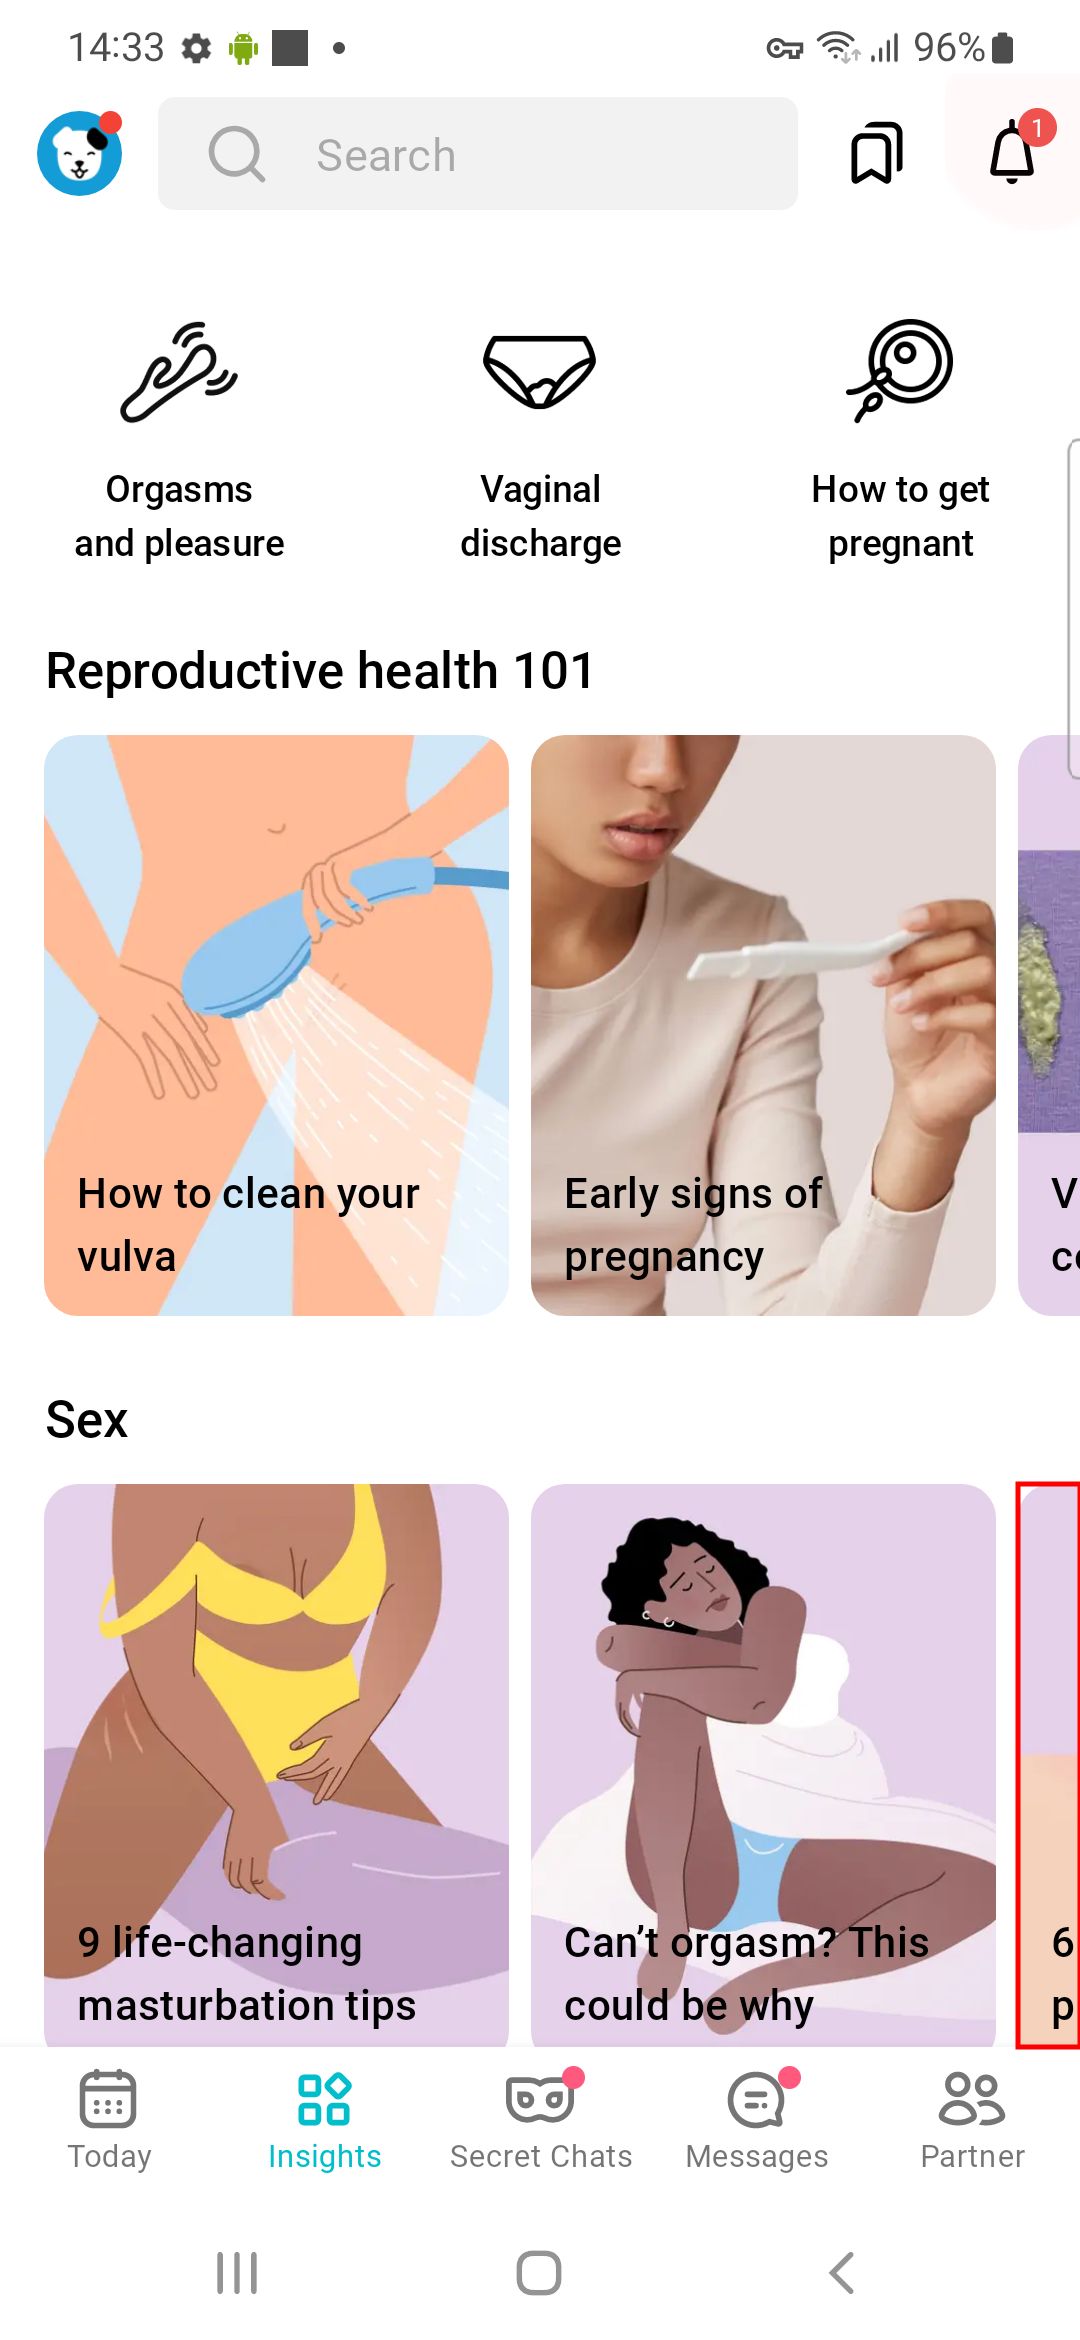 14:33
96%
Search
1
Orgasms
and pleasure
Vaginal
discharge
How to get
pregnant
Reproductive health 101
How to clean your
vulva
Early signs of
pregnancy
Sex
9 life-changing
masturbation tips
Can't orgasm? This
could be why
6
Today
Insights
Secret Chats
Messages
Partner